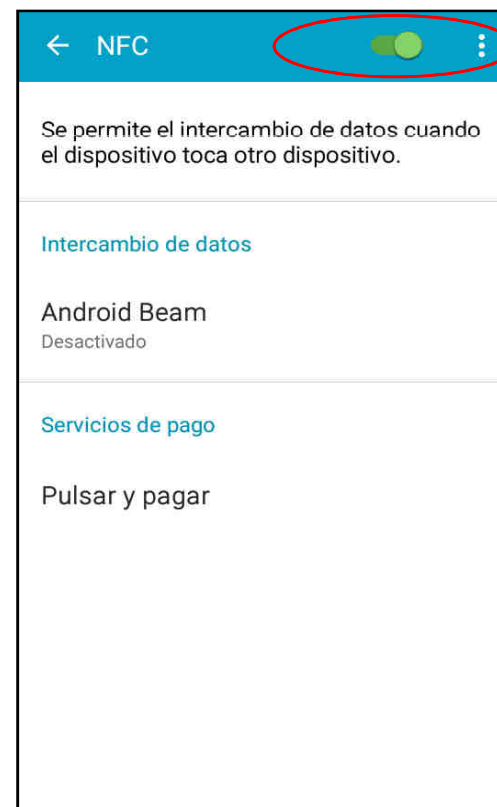 NFC
Se permite el intercambio de datos cuando
el dispositivo toca otro dispositivo.
Intercambio de datos
Android Beam
Desactivado
Servicios de pago
Pulsar y pagar